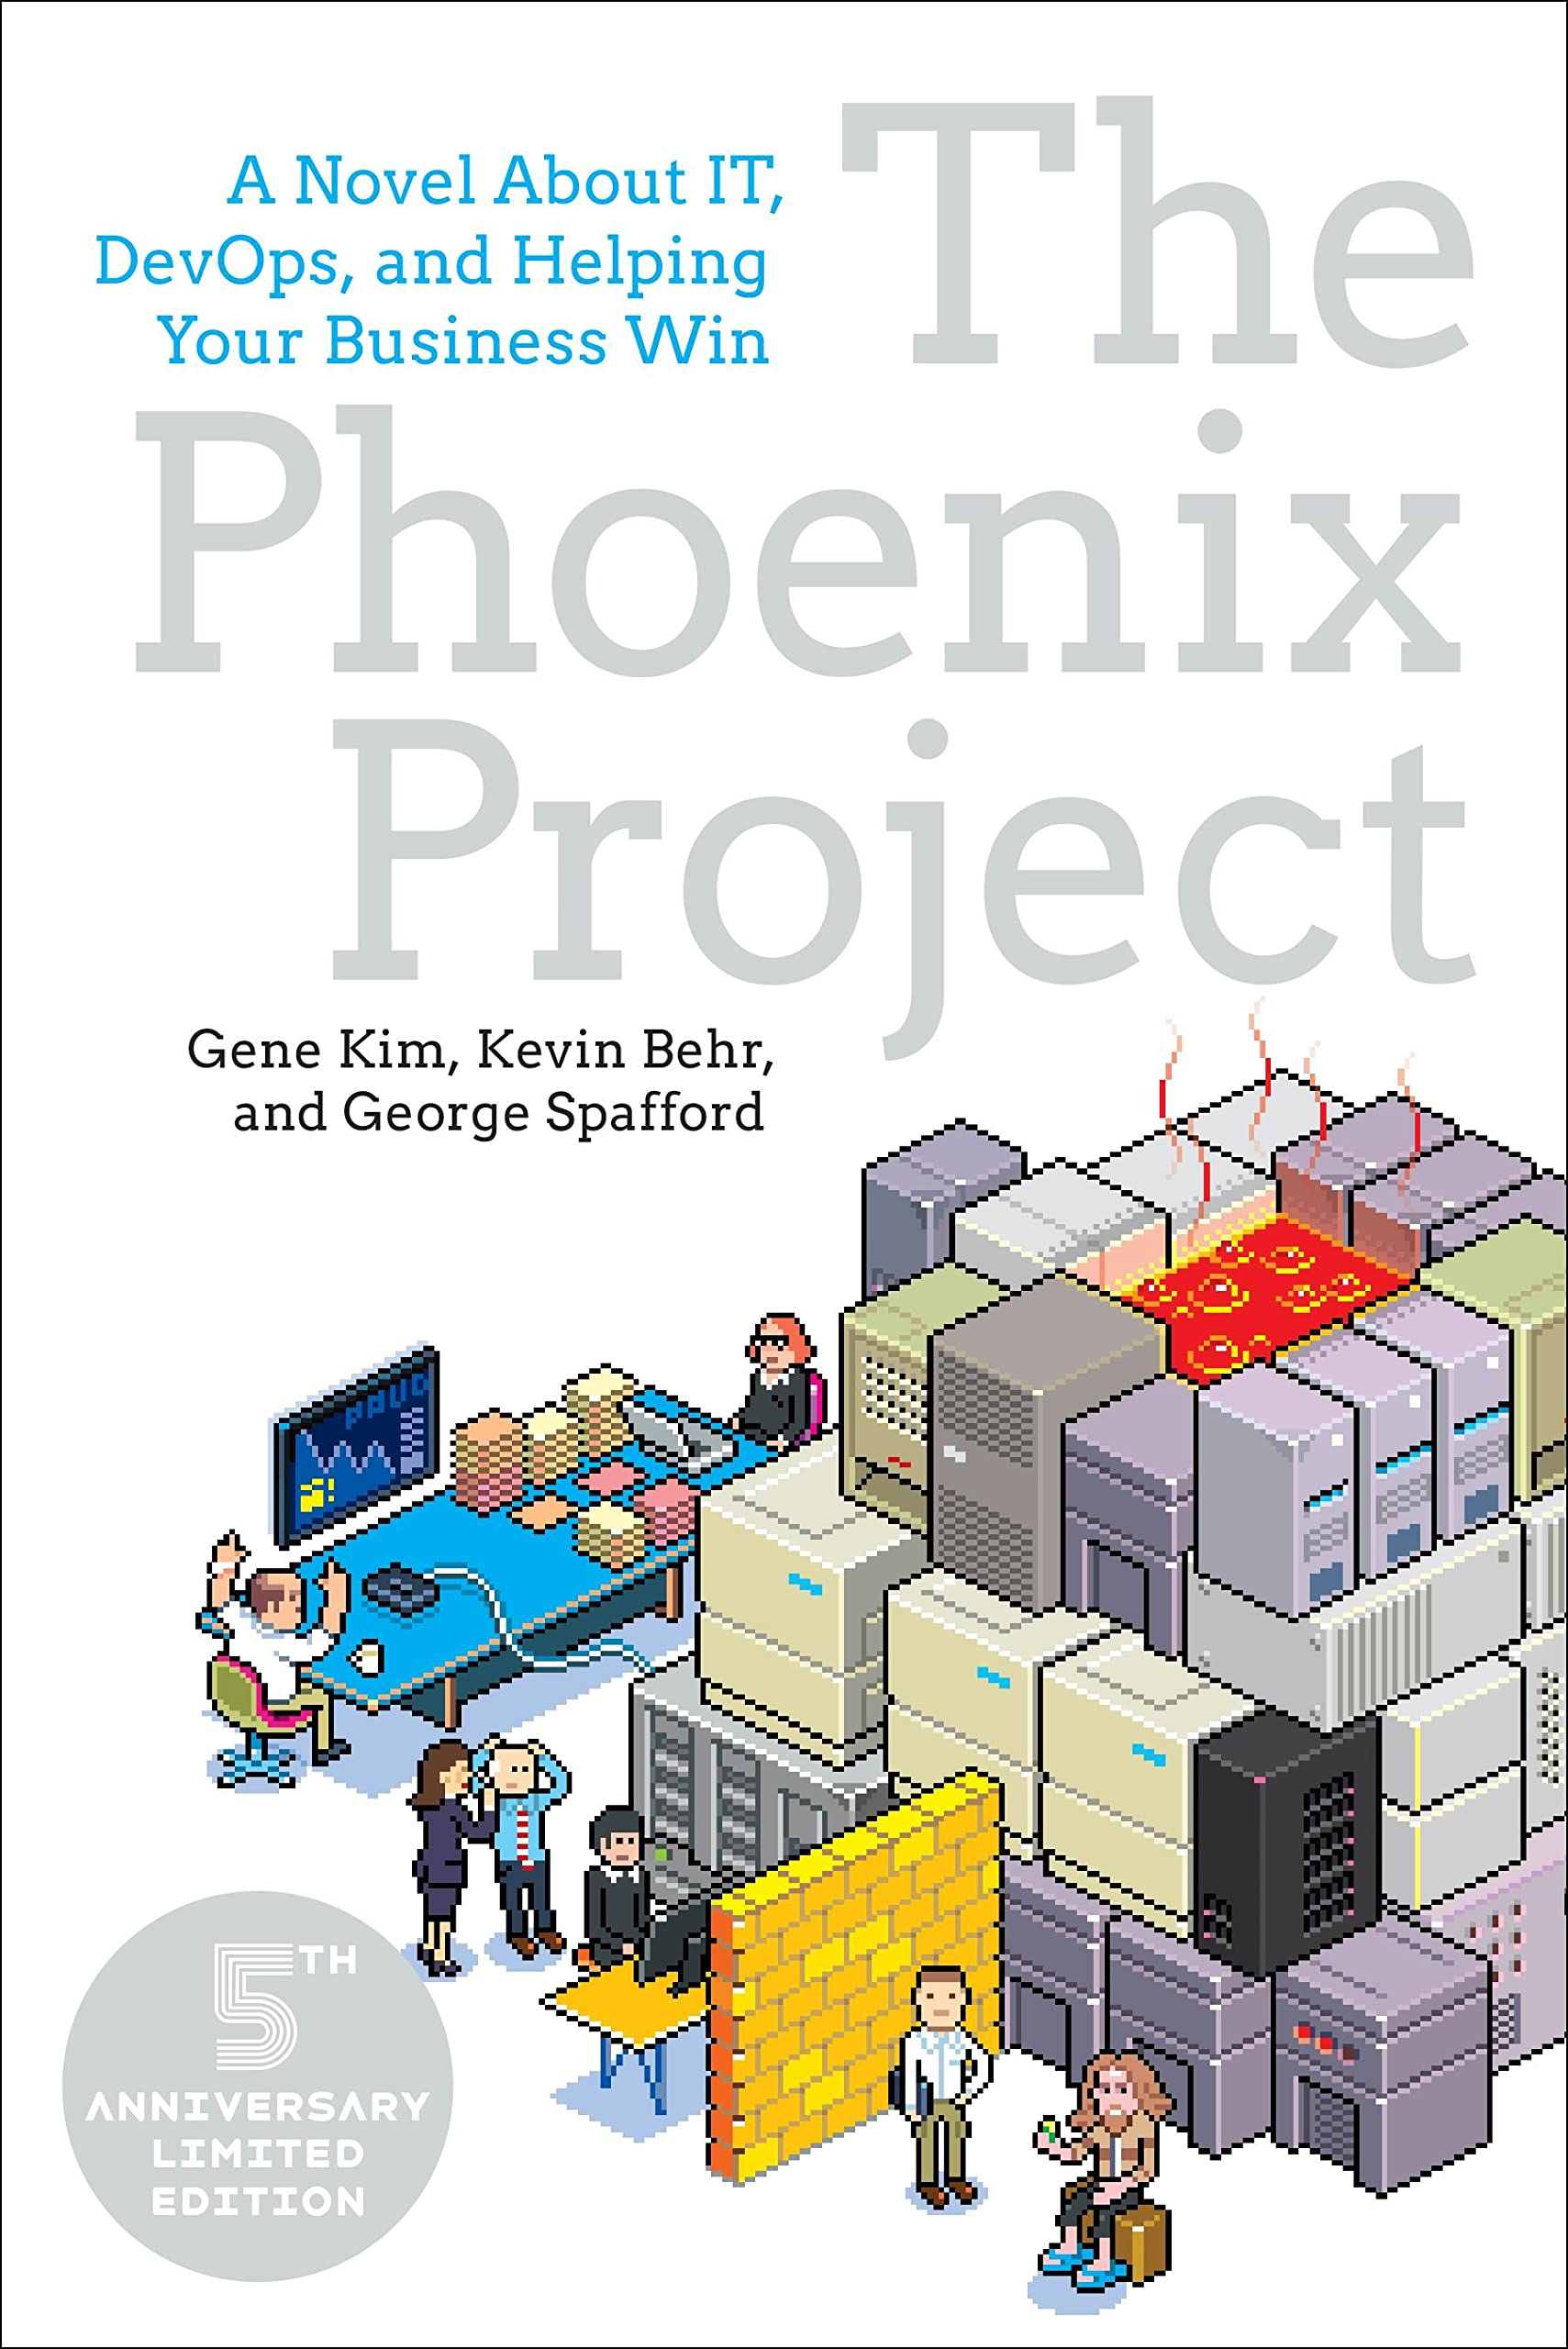 A Novel About IT,
DevOps, and Helping
Your Business Win
The
Phoenix
Project
Gene Kim, Kevin Behr,
and George Spafford
5TH
ANNIVERSARY
LIMITED
EDITION